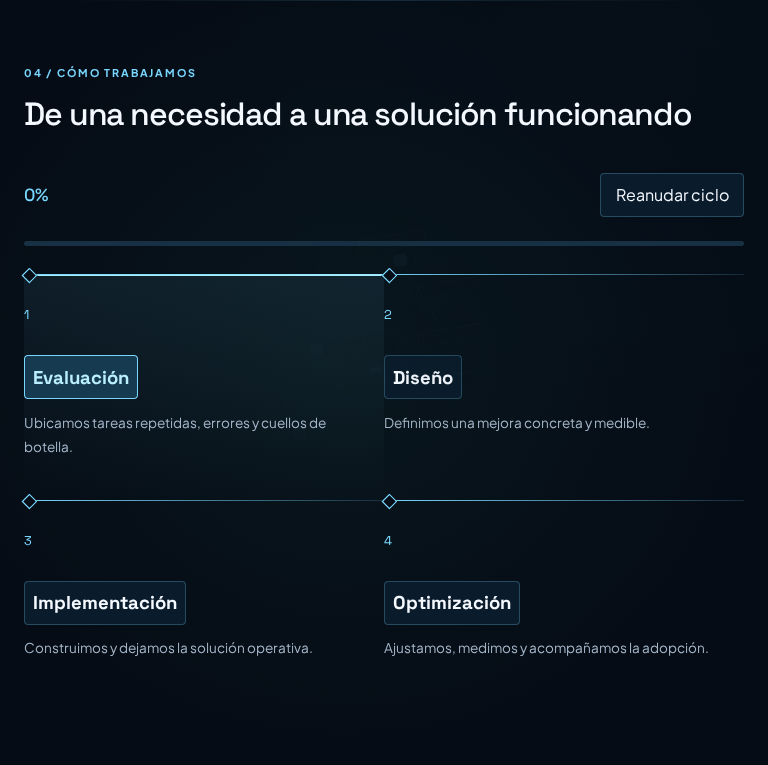 04 / CÓMO TRABAJAMOS
De una necesidad a una solución funcionando
0%
Reanudar ciclo
1
2
Evaluación
Diseño
Ubicamos tareas repetidas, errores y cuellos de
botella.
Definimos una mejora concreta y medible.
3
4
Implementación
Optimización
Construimos y dejamos la solución operativa.
Ajustamos, medimos y acompañamos la adopción.